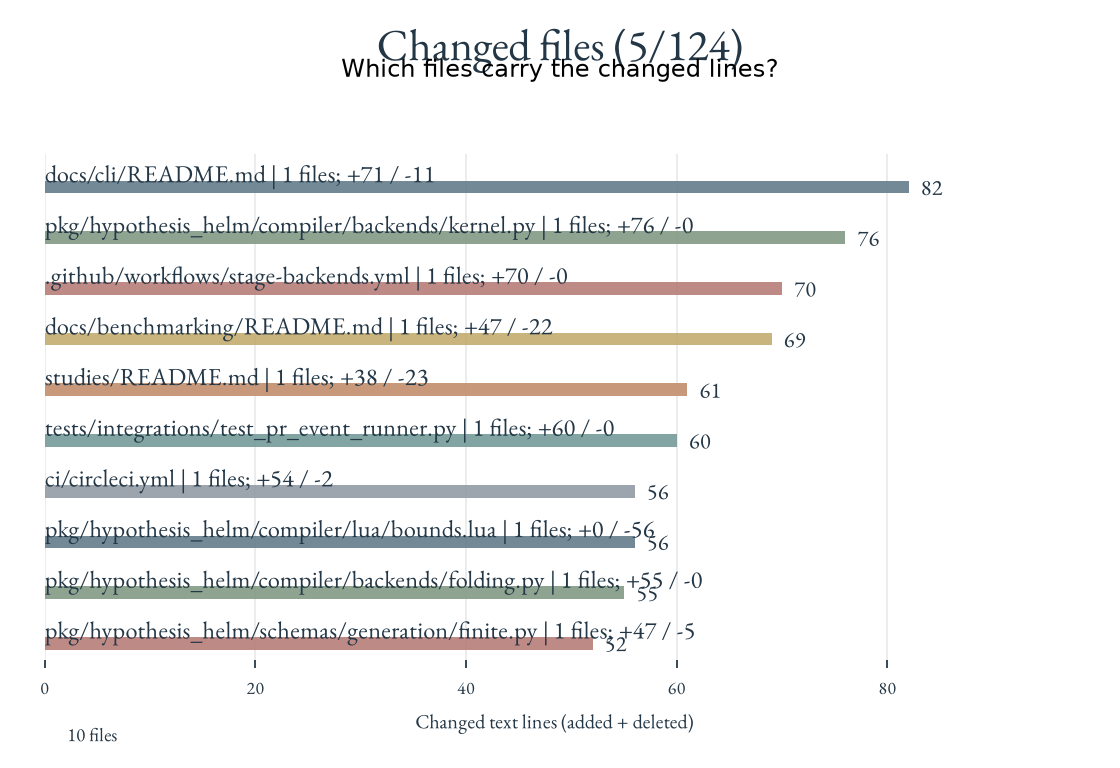 Changed files (5/124)
Which files carry the changed lines?
docs/cli/README.md | 1 files; +71 / -11
82
pkg/hypothesis_helm/compiler/backends/kernel.py | 1 files; +76 / -0
76
.github/workflows/stage-backends.yml | 1 files; +70 / -0
70
docs/benchmarking/README.md | 1 files; +47 / -22
69
studies/README.md | 1 files; +38 / -23
61
tests/integrations/test_pr_event_runner.py | 1 files; +60 / -0
60
ci/circleci.yml | 1 files; +54 / -2
56
pkg/hypothesis_helm/compiler/lua/bounds.lua | 1 files; +0 / -56
56
pkg/hypothesis_helm/compiler/backends/folding.py | 1 files; +55 / -0
55
pkg/hypothesis_helm/schemas/generation/finite.py | 1 files; +47 / -5
52
0 20 40 60 80
Changed text lines (added + deleted)
10 files